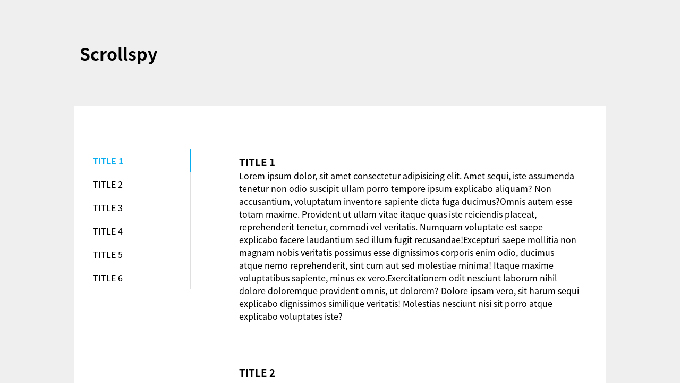 Scrollspy
TITLE 1
TITLE 2
TITLE 3
TITLE 4
TITLE 5
TITLE 6
TITLE 1
Lorem ipsum dolor, sit amet consectetur adipisicing elit. Amet sequi, iste assumenda
tenetur non odio suscipit ullam porro tempore ipsum explicabo aliquam? Non
accusantium, voluptatum inventore sapiente dicta fuga ducimus?Omnis autem esse
totam maxime. Provident ut ullam vitae itaque quas iste reiciendis placeat,
reprehenderit tenetur, commodi vel veritatis. Numquam voluptate est saepe
explicabo facere laudantium sed illum fugit recusandae!Excepturi saepe mollitia non
magnam nobis veritatis possimus esse dignissimos corporis enim odio, ducimus
atque nemo reprehenderit, sint cum aut sed molestiae minima! Itaque maxime
voluptatibus sapiente, minus ex vero.Exercitationem odit nesciunt laborum nihil
dolore doloremque provident omnis, ut dolorem? Dolore ipsam vero, sit harum sequi
explicabo dignissimos similique veritatis! Molestias nesciunt nisi sit porro atque
explicabo voluptates iste?
TITLE 2